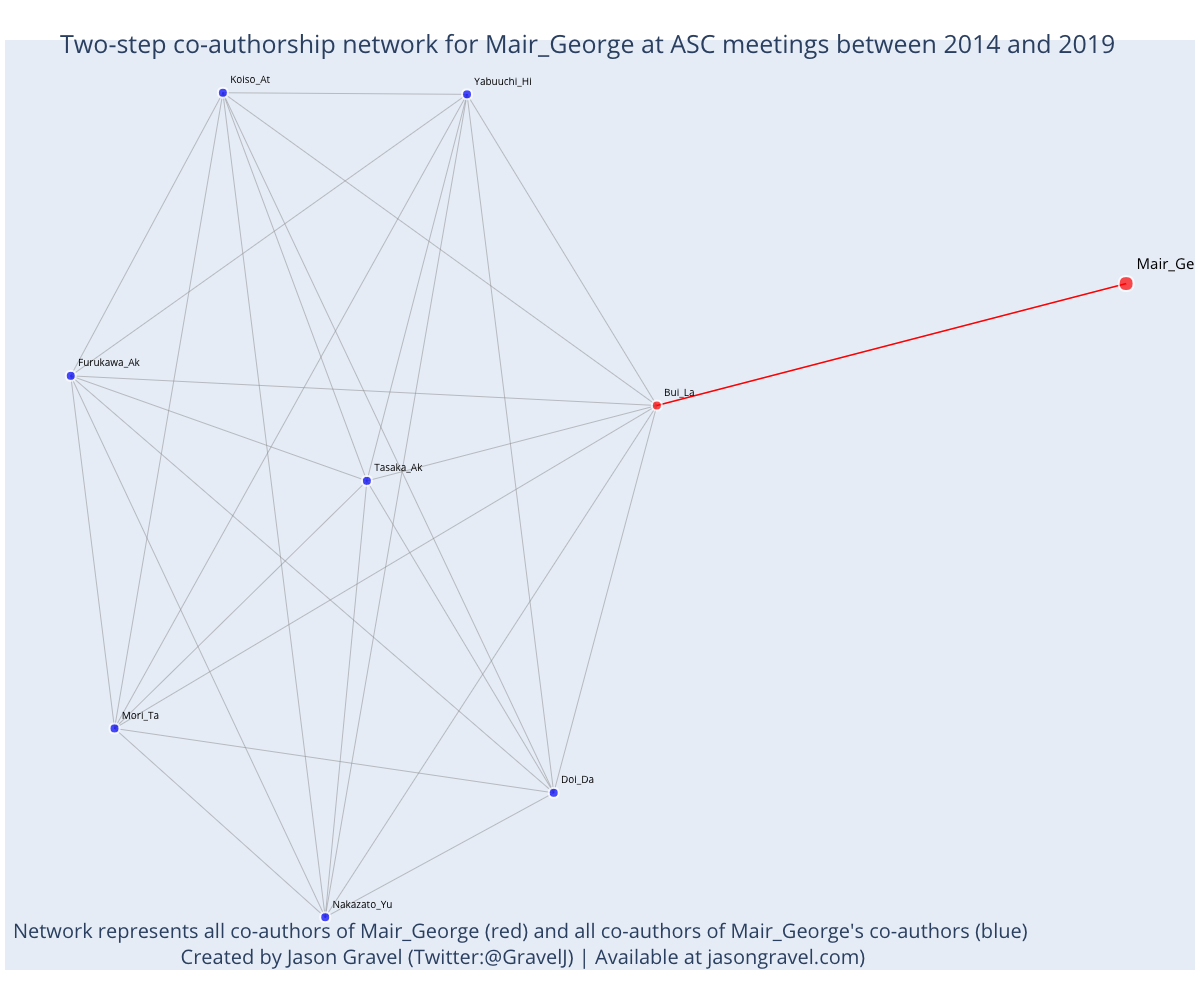 Two-step co-authorship network for Mair_George at ASC meetings between 2014 and 2019
Koiso_At
Yabuuchi_Hi
Mair_Ge
Furukawa_Ak
Bui_La
Tasaka_Ak
Mori_Ta
Doi_Da
Nakazato_Yu
Network represents all co-authors of Mair_George (red) and all co-authors of Mair_George's co-authors (blue)
Created by Jason Gravel (Twitter:@GravelJ) | Available at jasongravel.com)